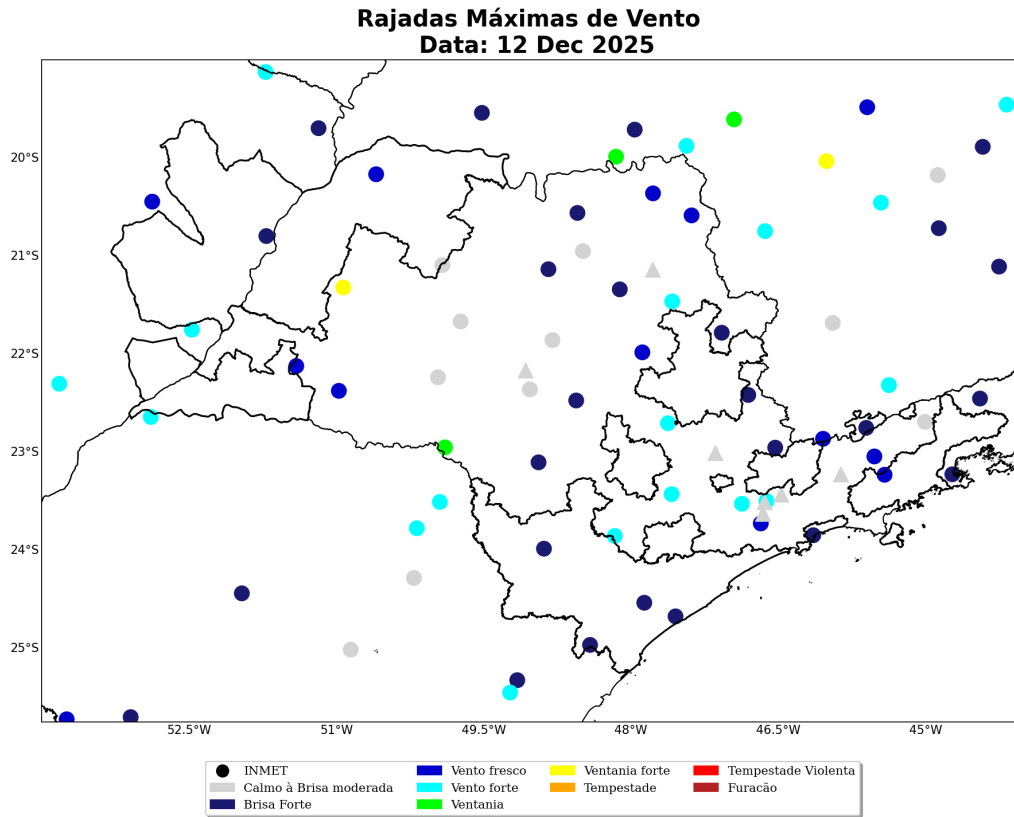 Rajadas Máximas de Vento
Data: 12 Dec 2025
20°S
21°S
22°S
23°S
24°S
25°S
52.5°W
51°W
49.5°W
48°W
46.5°W
45°W
INMET
Calmo à Brisa moderada
Brisa Forte
Vento fresco
Vento forte
Ventania
Ventania forte
Tempestade
Tempestade Violenta
Furacão